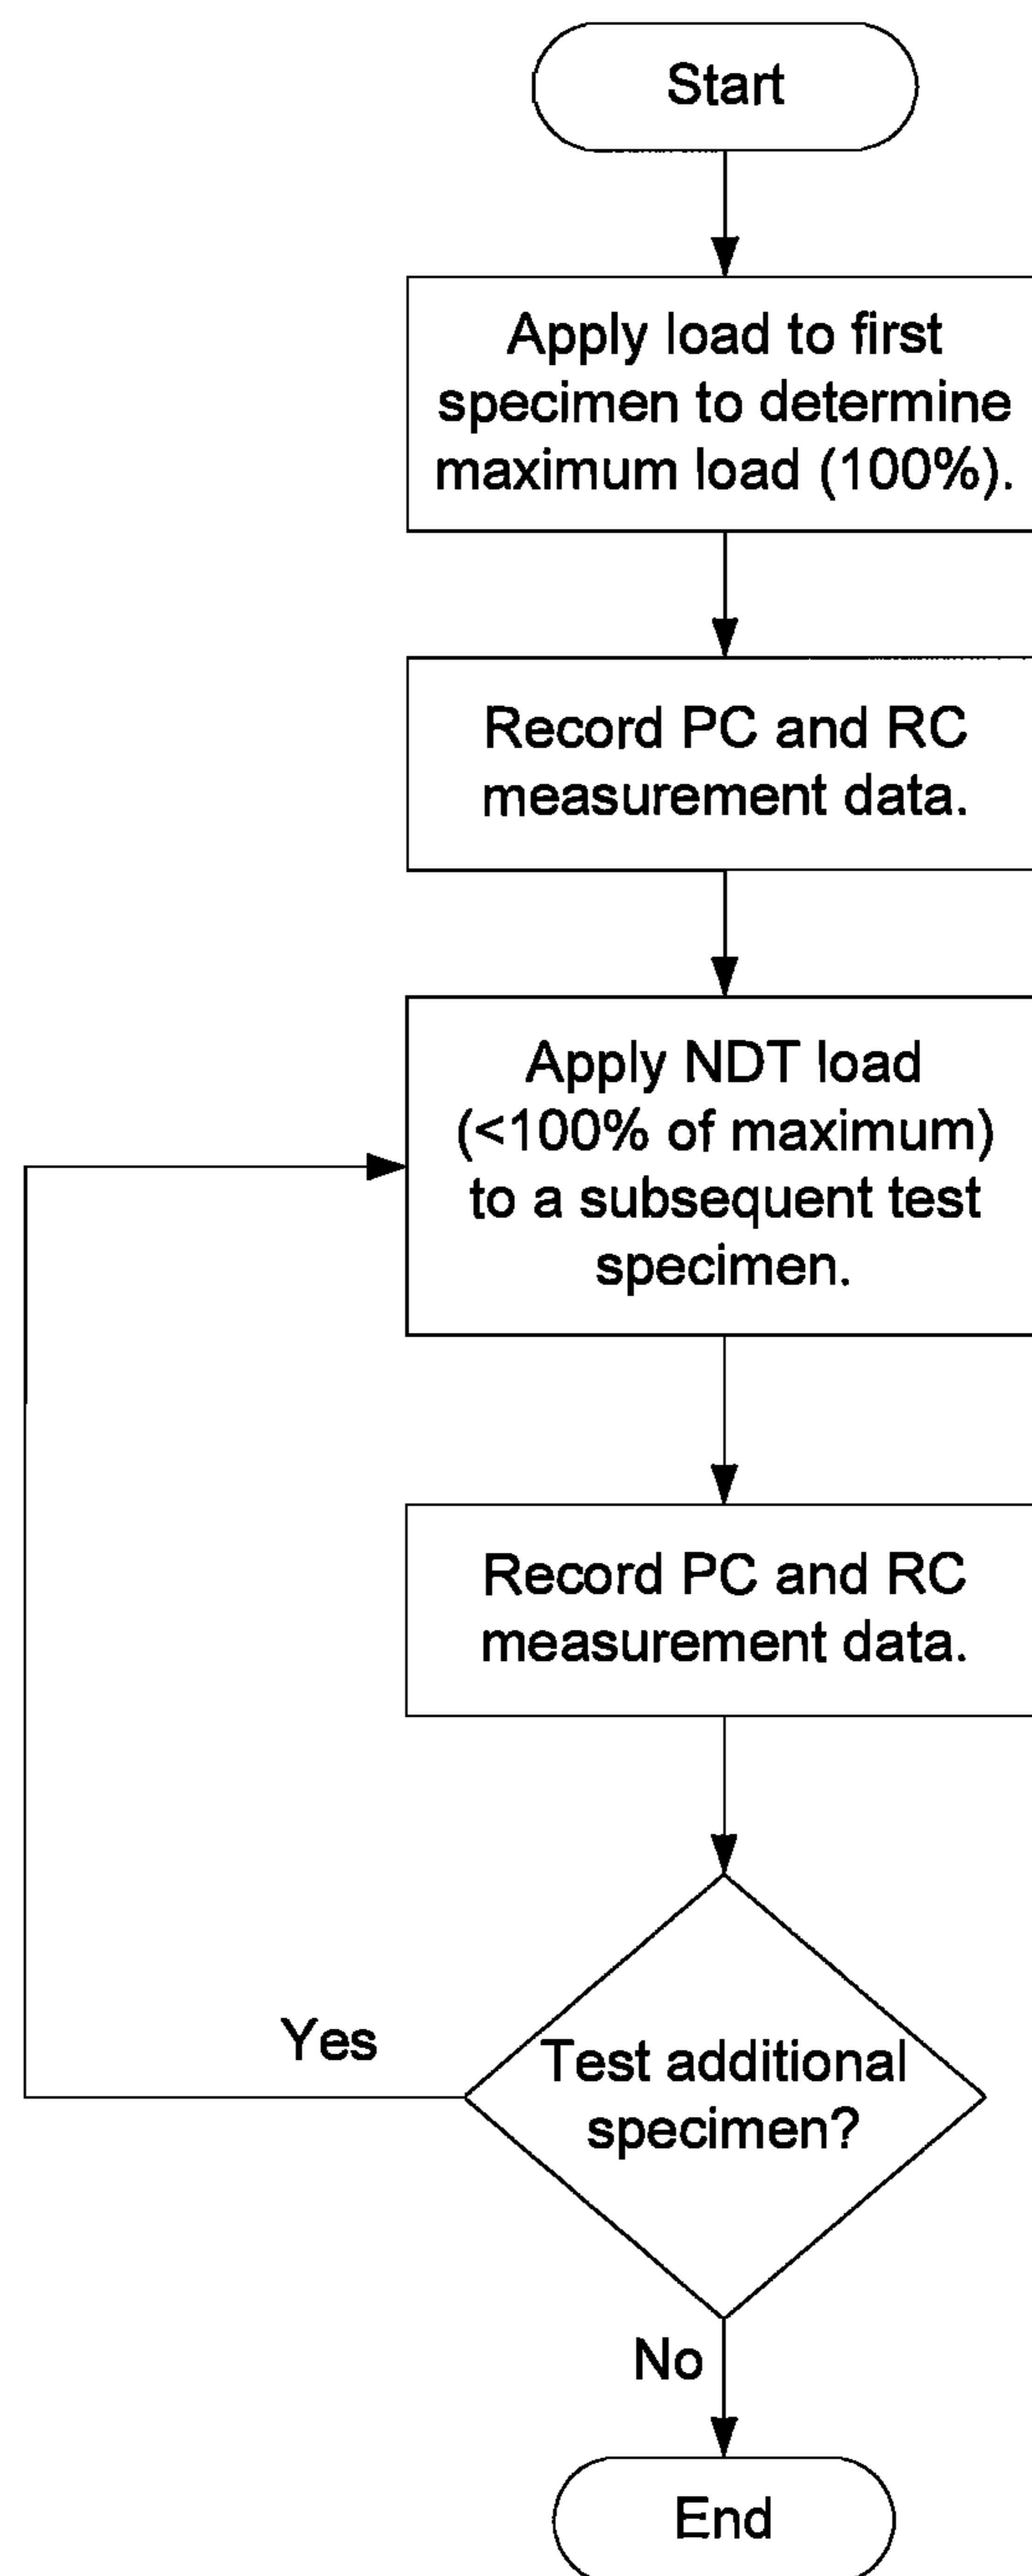 Start
Apply load to first
specimen to determine
maximum load (100%).
Record PC and RC
measurement data.
Apply NDT load
(<100% of maximum)
to a subsequent test
specimen.
Record PC and RC
measurement data.
Yes
Test additional
specimen?
No
End